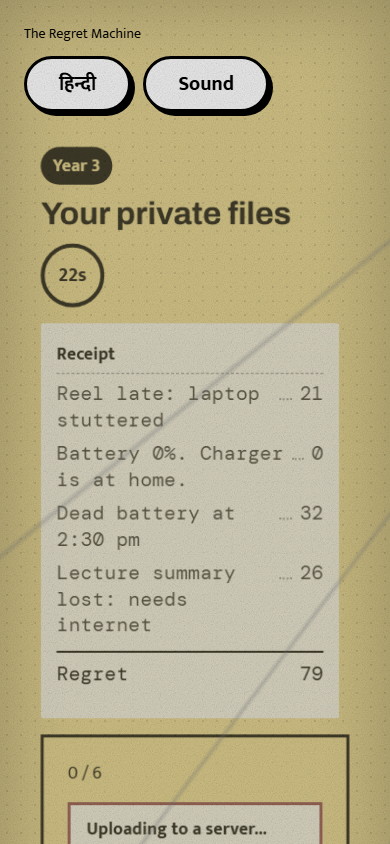 The Regret Machine
हिन्दी
Sound
Year 3
Your private files
22s
Receipt
Reel late: laptop .... 21
stuttered
Battery 0%. Charger ... 0
is at home.
Dead battery at .... 32
2:30 pm
Lecture summary .... 26
lost: needs
internet
Regret 79
0/6
Uploading to a server...